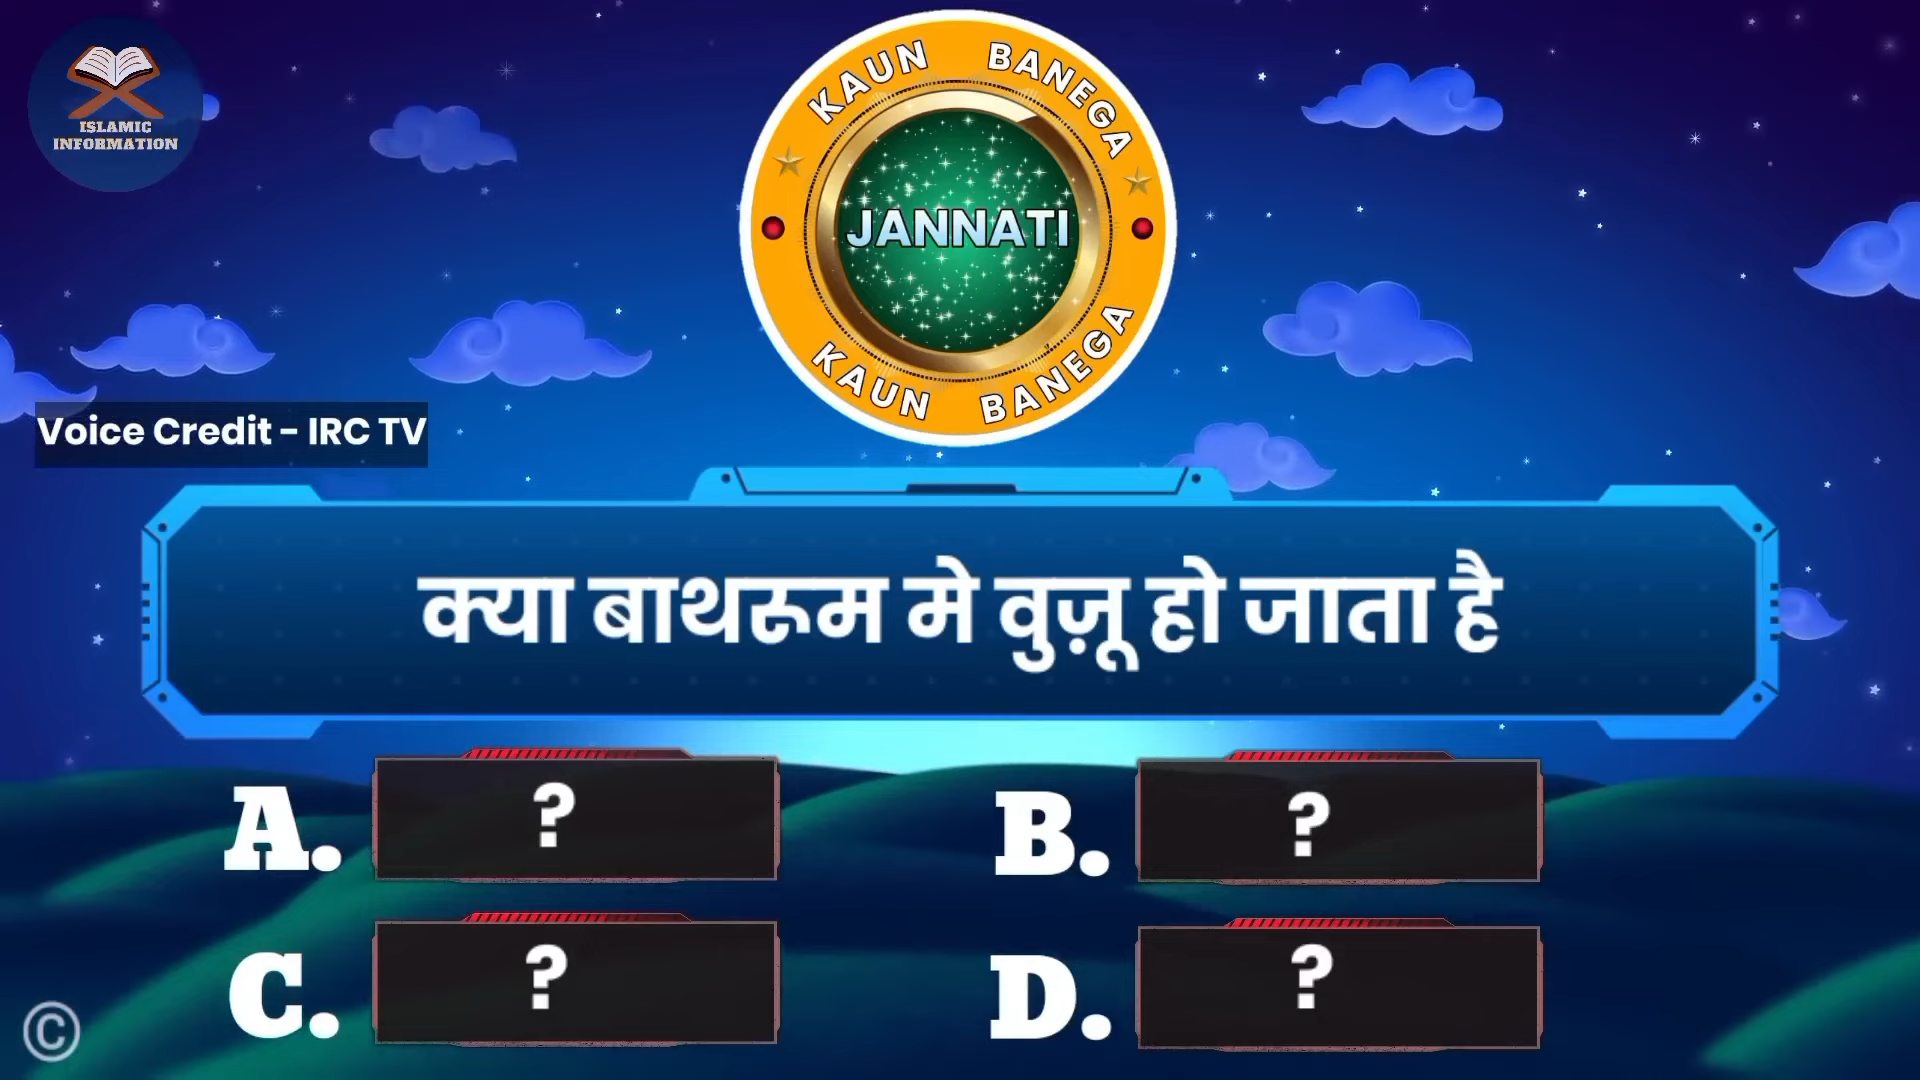 ISLAMIC
INFORMATION
KAUN BANEGA
JANNATI
KAUN BANEGA
Voice Credit - IRC TV
क्या बाथरूम मे वुज़ू हो जाता है
A. ?
B. ?
C. ?
D. ?
©